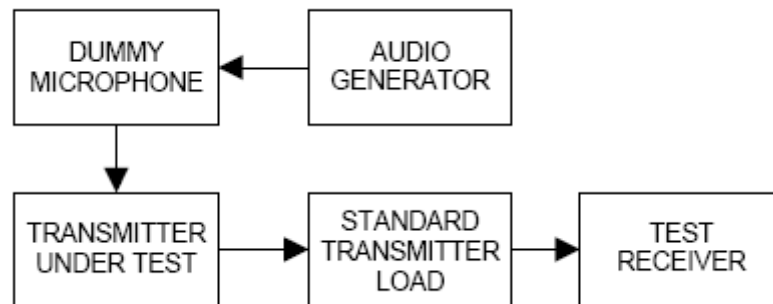 DUMMY
MICROPHONE
AUDIO
GENERATOR
TRANSMITTER
UNDER TEST
STANDARD
TRANSMITTER
LOAD
TEST
RECEIVER